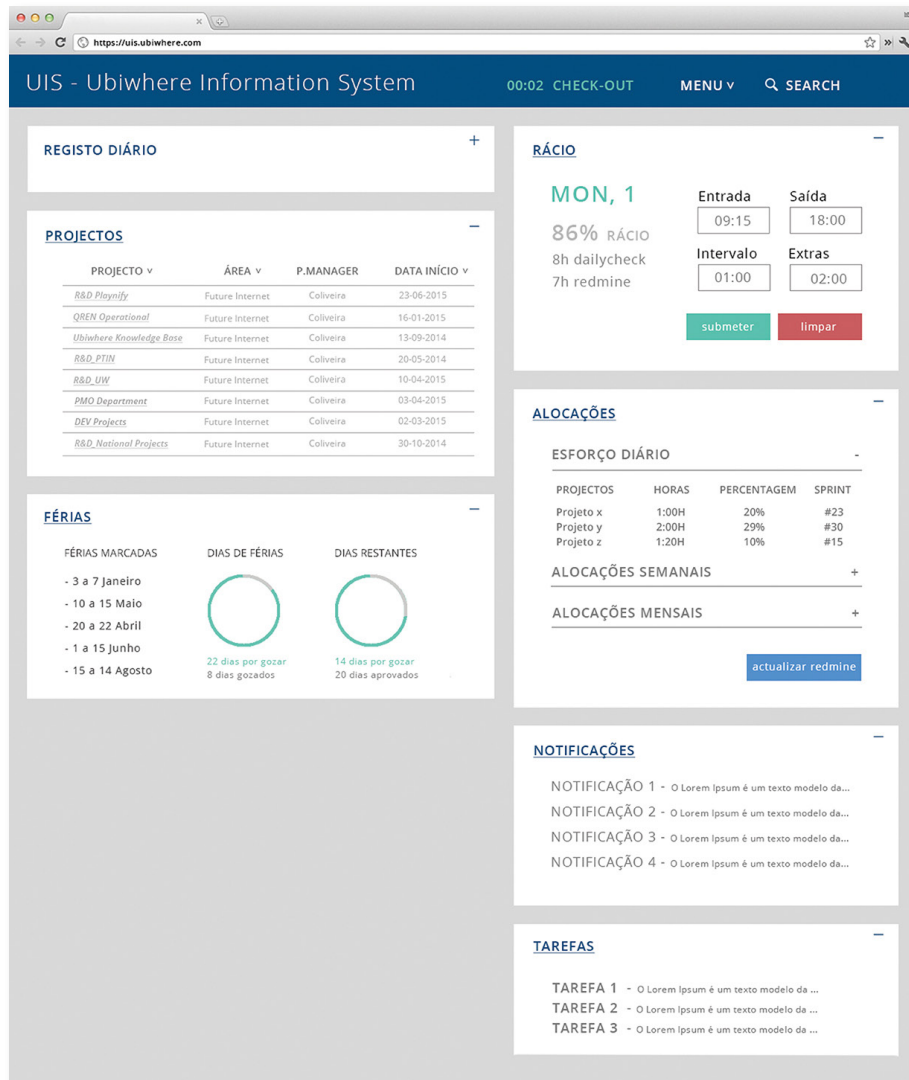 https://uis.ubiwhere.com
UIS - Ubiwhere Information System
00:02 CHECK-OUT
MENU
SEARCH
REGISTO DIÁRIO
+
PROJECTOS
−
PROJECTO ÁREA P.MANAGER DATA INÍCIO
R&D Playnify Future Internet Coliveira 23-06-2015
QREN Operational Future Internet Coliveira 16-01-2015
Ubiwhere Knowledge Base Future Internet Coliveira 13-09-2014
R&D_PTIN Future Internet Coliveira 20-05-2014
R&D_UW Future Internet Coliveira 10-04-2015
PMO Department Future Internet Coliveira 03-04-2015
DEV Projects Future Internet Coliveira 02-03-2015
R&D_National Projects Future Internet Coliveira 30-10-2014
FÉRIAS
−
FÉRIAS MARCADAS
- 3 a 7 Janeiro
- 10 a 15 Maio
- 20 a 22 Abril
- 1 a 15 Junho
- 15 a 14 Agosto
DIAS DE FÉRIAS
22 dias por gozar
8 dias gozados
DIAS RESTANTES
14 dias por gozar
20 dias aprovados
RÁCIO
−
MON, 1
86% RÁCIO
8h dailycheck
7h redmine
Entrada Saída
09:15 18:00
Intervalo Extras
01:00 02:00
submeter limpar
ALOCAÇÕES
−
ESFORÇO DIÁRIO -
PROJECTOS HORAS PERCENTAGEM SPRINT
Projeto x 1:00H 20% #23
Projeto y 2:00H 29% #30
Projeto z 1:20H 10% #15
ALOCAÇÕES SEMANAIS +
ALOCAÇÕES MENSAIS +
actualizar redmine
NOTIFICAÇÕES
−
NOTIFICAÇÃO 1 - O Lorem Ipsum é um texto modelo da...
NOTIFICAÇÃO 2 - O Lorem Ipsum é um texto modelo da...
NOTIFICAÇÃO 3 - O Lorem Ipsum é um texto modelo da...
NOTIFICAÇÃO 4 - O Lorem Ipsum é um texto modelo da...
TAREFAS
−
TAREFA 1 - O Lorem Ipsum é um texto modelo da ...
TAREFA 2 - O Lorem Ipsum é um texto modelo da ...
TAREFA 3 - O Lorem Ipsum é um texto modelo da ...